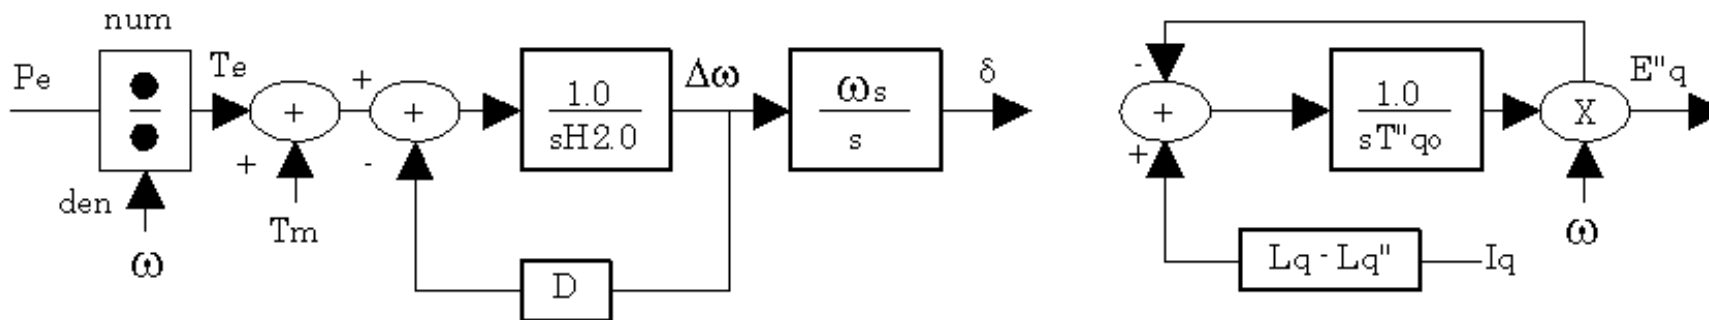 num
Pe
Te
+
+
+
+
-
Tm
den
ω
1.0
sH2.0
Δω
ωs
s
δ
D
-
+
+
1.0
sT"qo
X
E"q
ω
Lq - Lq"
Iq